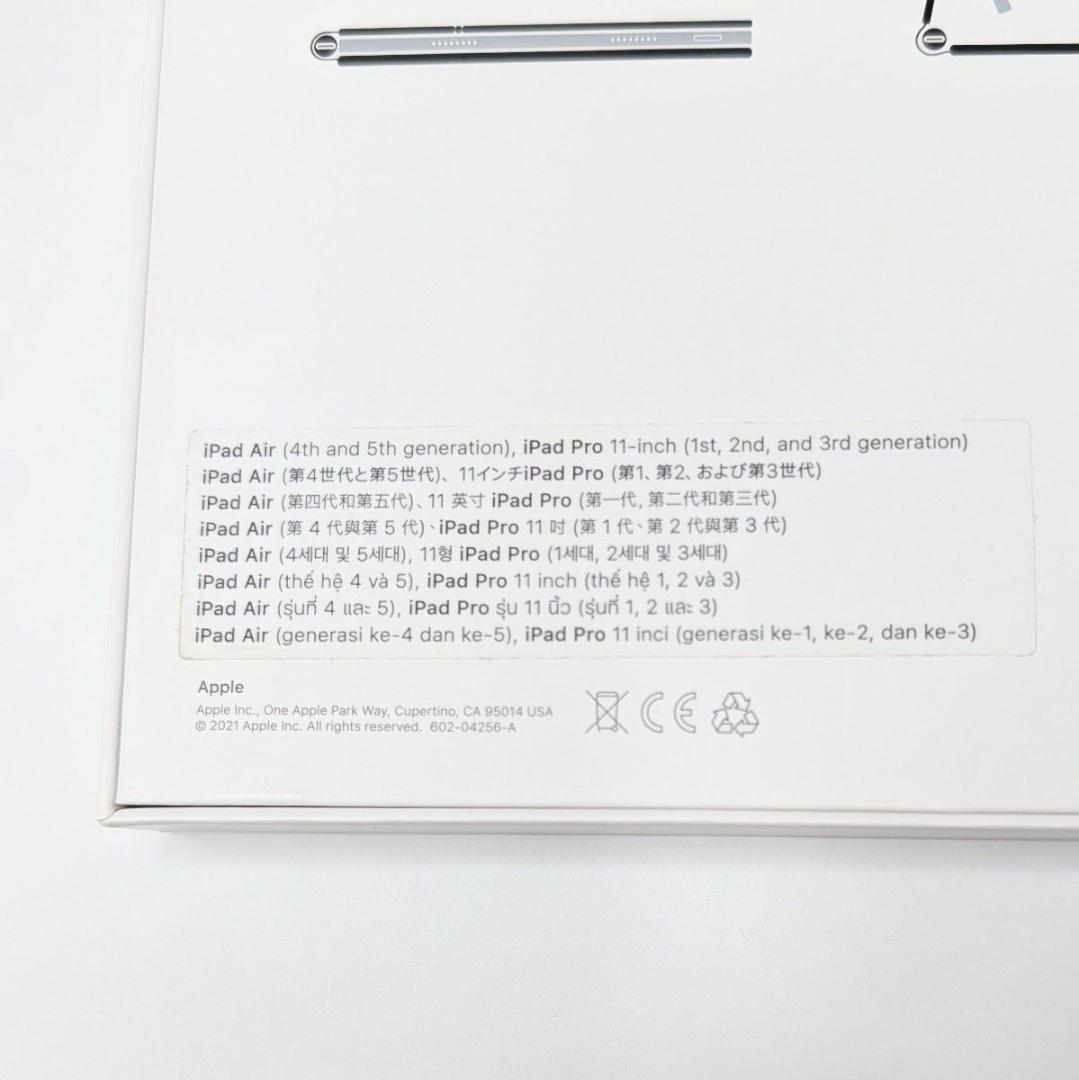 iPad Air (4th and 5th generation), iPad Pro 11-inch (1st, 2nd, and 3rd generation)
iPad Air (第4世代と第5世代)、11インチiPad Pro (第1、第2、および第3世代)
iPad Air (第四代和第五代)、11 英寸 iPad Pro (第一代, 第二代和第三代)
iPad Air (第 4 代與第 5 代)、iPad Pro 11 吋 (第 1 代、第 2 代與第 3 代)
iPad Air (4세대 및 5세대), 11형 iPad Pro (1세대, 2세대 및 3세대)
iPad Air (thế hệ 4 và 5), iPad Pro 11 inch (thế hệ 1, 2 và 3)
iPad Air (รุ่นที่ 4 และ 5), iPad Pro รุ่น 11 นิ้ว (รุ่นที่ 1, 2 และ 3)
iPad Air (generasi ke-4 dan ke-5), iPad Pro 11 inci (generasi ke-1, ke-2, dan ke-3)
Apple
Apple Inc., One Apple Park Way, Cupertino, CA 95014 USA
© 2021 Apple Inc. All rights reserved. 602-04256-A
CE